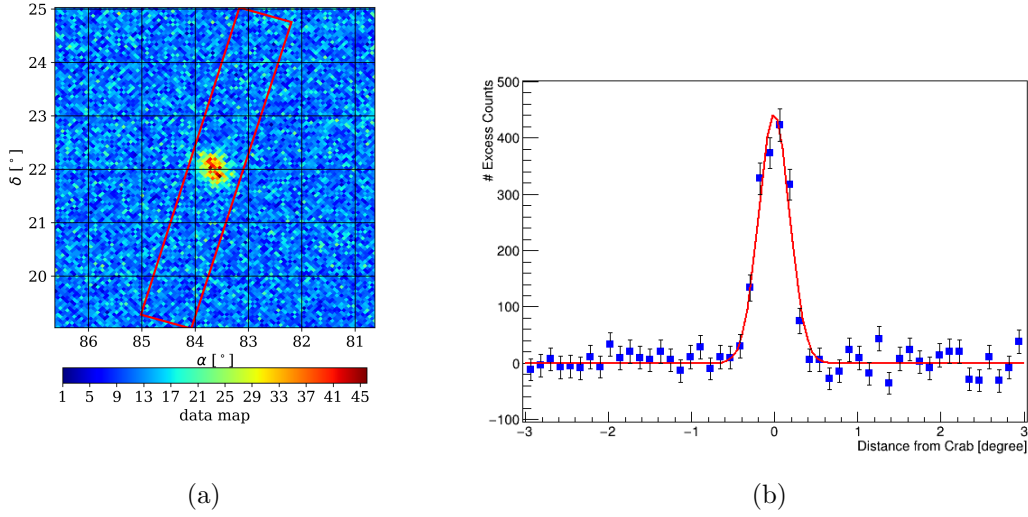 25
24
23
22
21
20
δ [°]
86 85 84 83 82 81
α [°]
1 5 9 13 17 21 25 29 33 37 41 45
data map
(a)
# Excess Counts
500
400
300
200
100
0
−100
−3 −2 −1 0 1 2 3
Distance from Crab [degree]
(b)